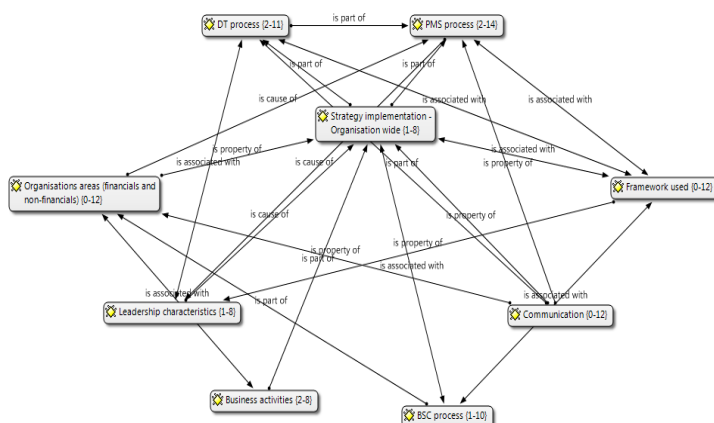 is part of
DT process {2-11}
PMS process {2-14}
is part of
is part of
is cause of
is associated with
is associated with
Strategy implementation -
Organisation wide {1-8}
is property of
is associated with
is cause of
is part of
is property of
Organisations areas (financials and
non-financials) {0-12}
Framework used {0-12}
is cause of
is property of
is property of
is property of
is part of
is associated with
is associated with
is part of
is associated with
Leadership characteristics {1-8}
Communication {0-12}
Business activities {2-8}
BSC process {1-10}